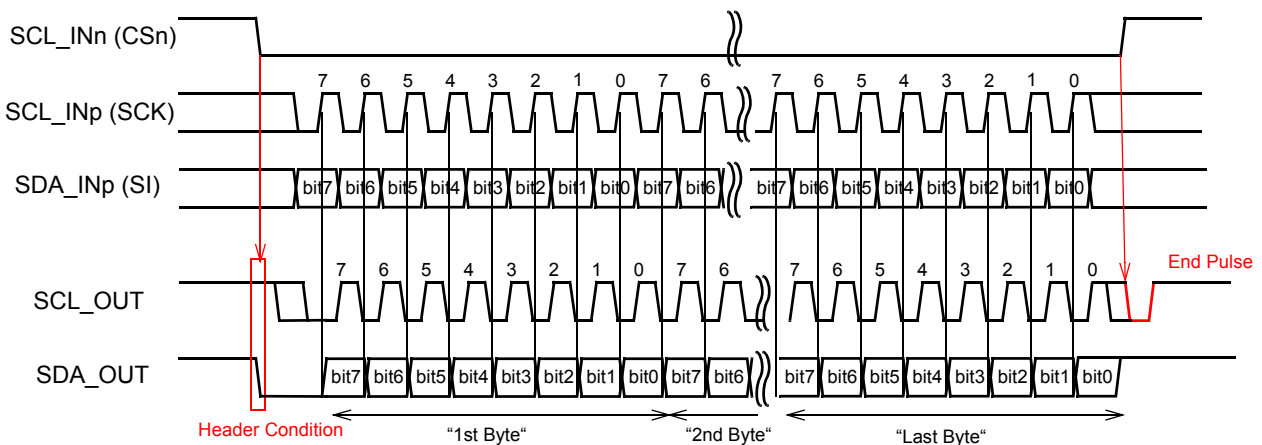 SCL_INn (CSn)
7 6 5 4 3 2 1 0 7 6 7 6 5 4 3 2 1 0
SCL_INp (SCK)
SDA_INp (SI)
bit7 bit6 bit5 bit4 bit3 bit2 bit1 bit0 bit7 bit6 bit7 bit6 bit5 bit4 bit3 bit2 bit1 bit0
End Pulse
7 6 5 4 3 2 1 0 7 6 7 6 5 4 3 2 1 0
SCL_OUT
SDA_OUT
bit7 bit6 bit5 bit4 bit3 bit2 bit1 bit0 bit7 bit6 bit7 bit6 bit5 bit4 bit3 bit2 bit1 bit0
Header Condition
“1st Byte“ “2nd Byte“ “Last Byte“